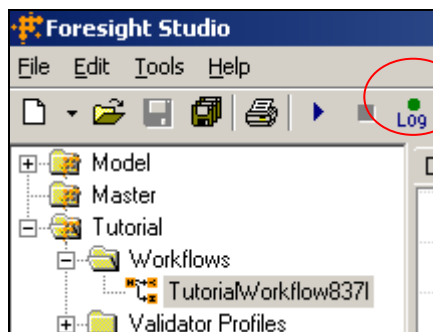 Foresight Studio
File Edit Tools Help
Log
Model
Master
Tutorial
Workflows
TutorialWorkflow837I
Validator Profiles